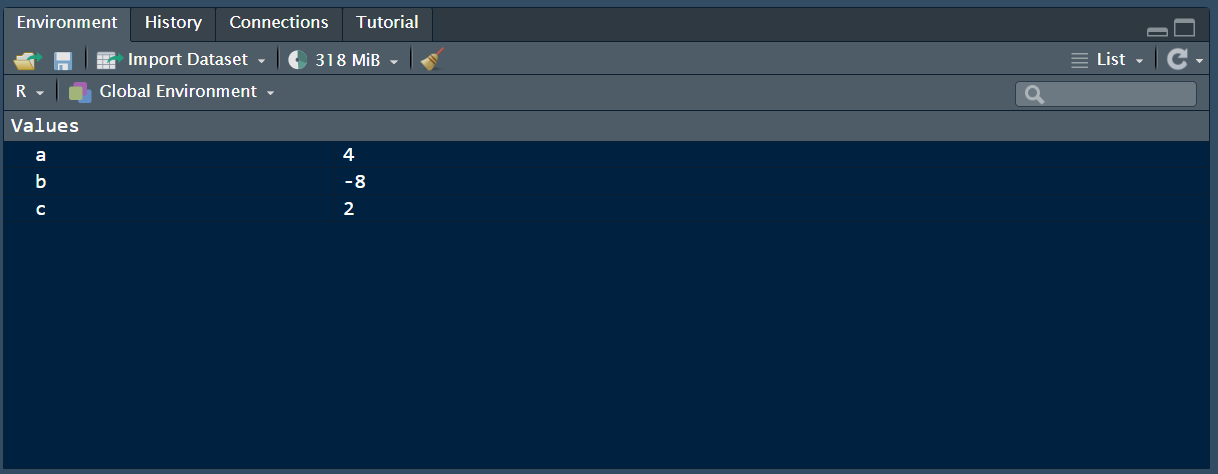 Environment History Connections Tutorial
Import Dataset 318 MiB List
R Global Environment
Values
a 4
b -8
c 2